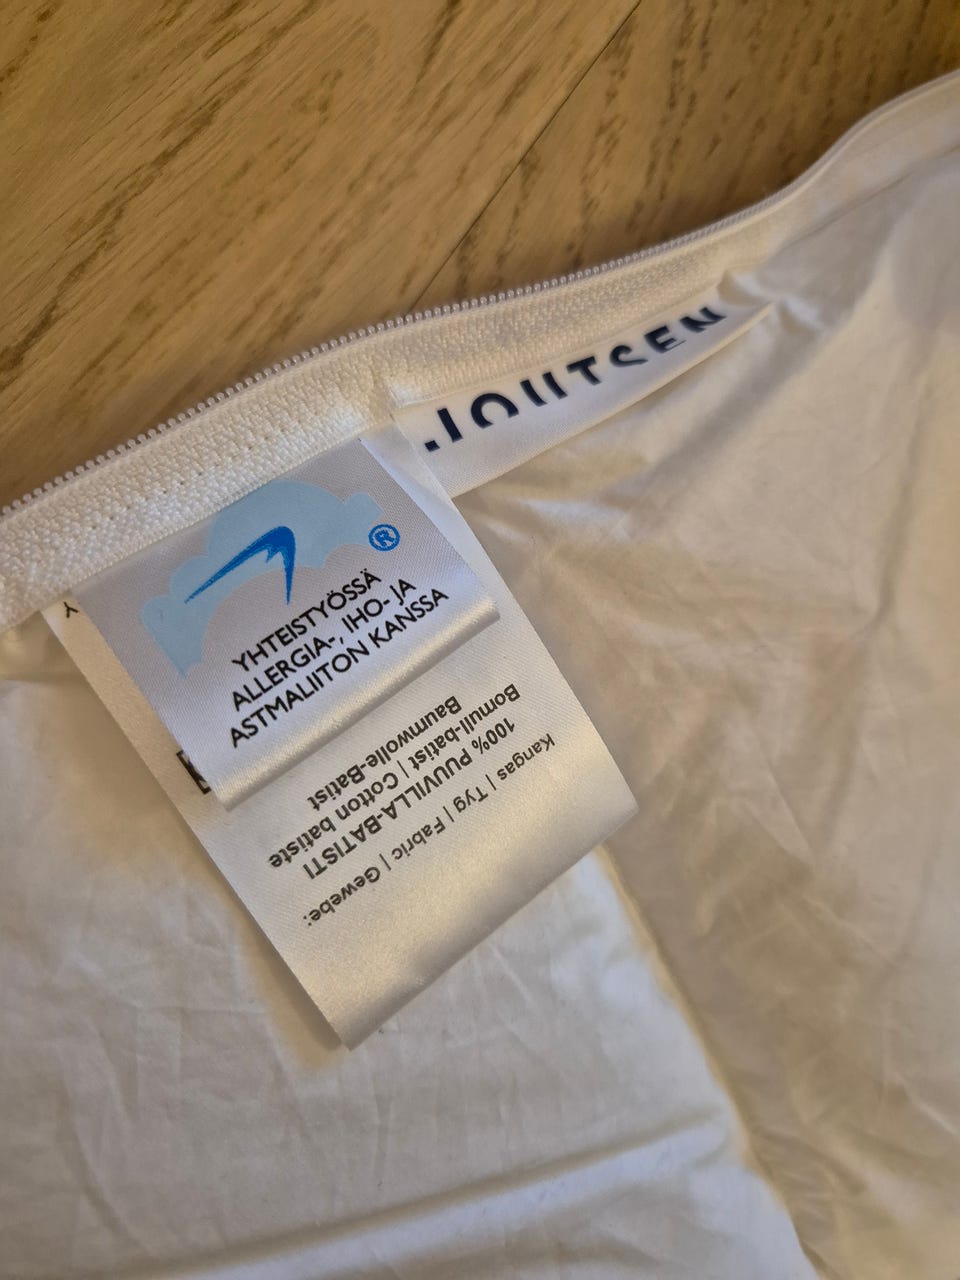 JOUTSEN
®
YHTEISTYÖSSÄ
ALLERGIA-, IHO- JA
ASTMALIITON KANSSA
Kangas | Tyg | Fabric | Gewebe:
100% PUUVILLA-BATISTI
Bomull-batist | Cotton batiste
Baumwolle-Batist